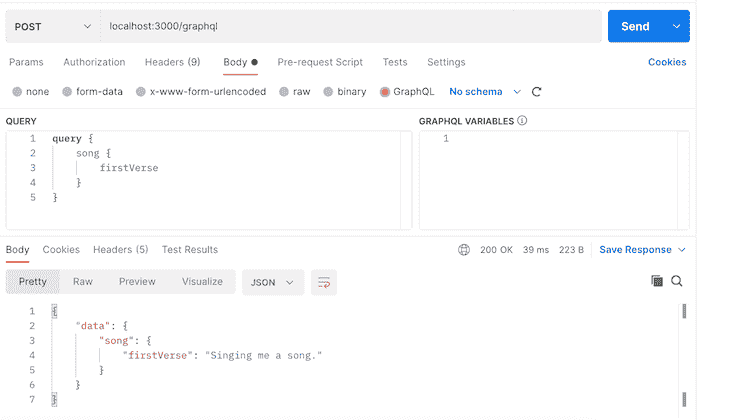 POST localhost:3000/graphql Send
Params Authorization Headers (9) Body Pre-request Script Tests Settings Cookies
none form-data x-www-form-urlencoded raw binary GraphQL No schema
QUERY GRAPHQL VARIABLES
1 query { 1
2 song {
3 firstVerse
4 }
5 }
Body Cookies Headers (5) Test Results 200 OK 39 ms 223 B Save Response
Pretty Raw Preview Visualize JSON
1 {
2 "data": {
3 "song": {
4 "firstVerse": "Singing me a song."
5 }
6 }
7 }